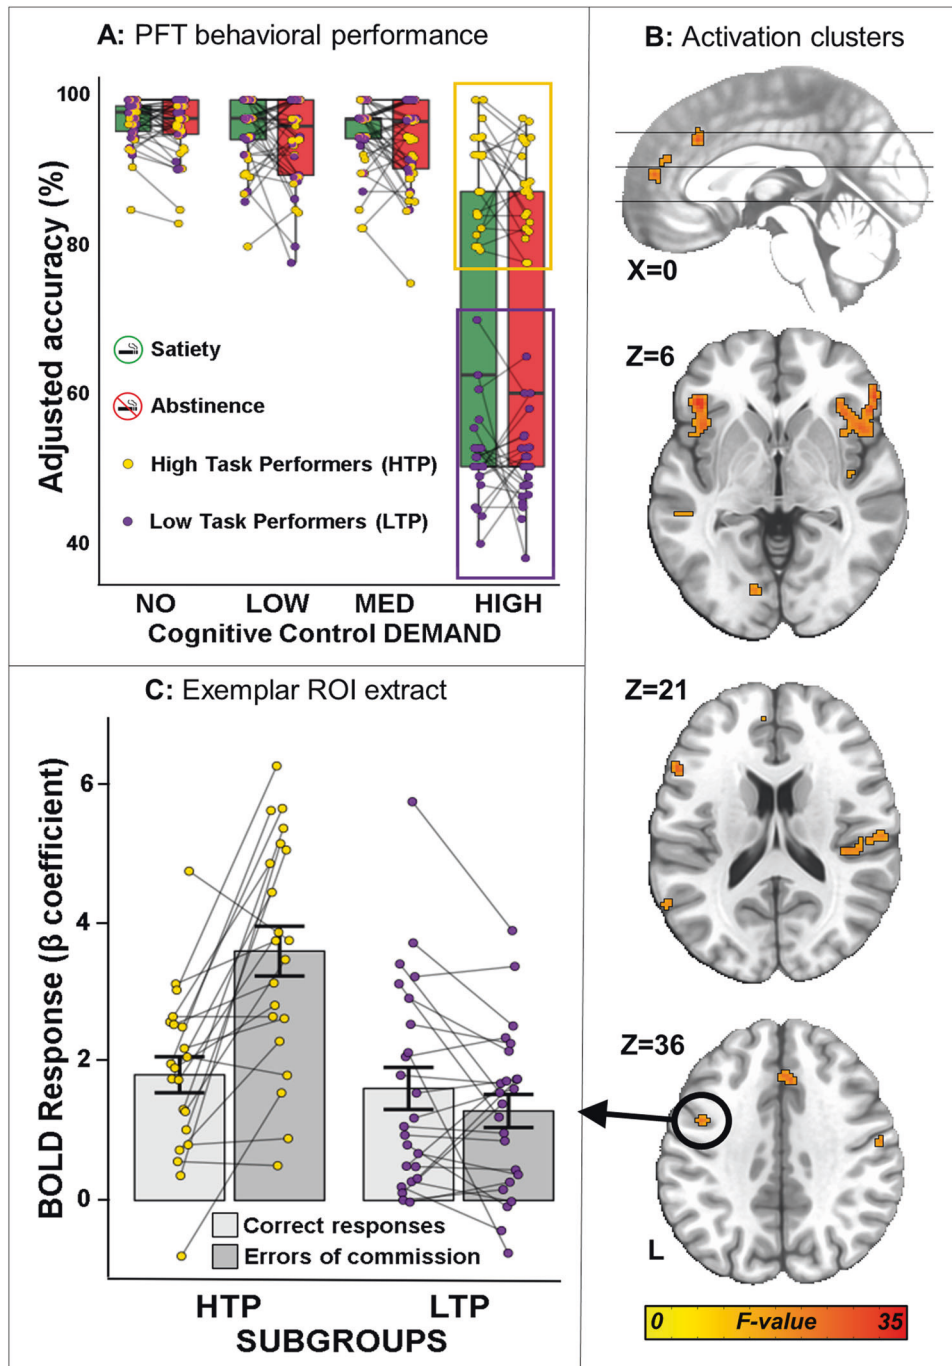 A: PFT behavioral performance
Adjusted accuracy (%)
100
80
60
40
Satiety
Abstinence
High Task Performers (HTP)
Low Task Performers (LTP)
NO LOW MED HIGH
Cognitive Control DEMAND
B: Activation clusters
X=0
Z=6
Z=21
Z=36
L
0 F-value 35
C: Exemplar ROI extract
BOLD Response (β coefficient)
6
4
2
0
Correct responses
Errors of commission
HTP LTP
SUBGROUPS